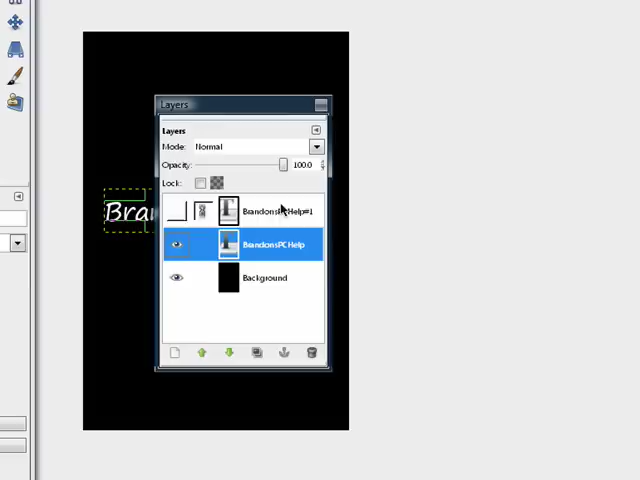 Layers
Layers
Mode: Normal
Opacity: 100.0
Lock:
BrandonsPCHelp#1
BrandonsPCHelp
Background
Bra